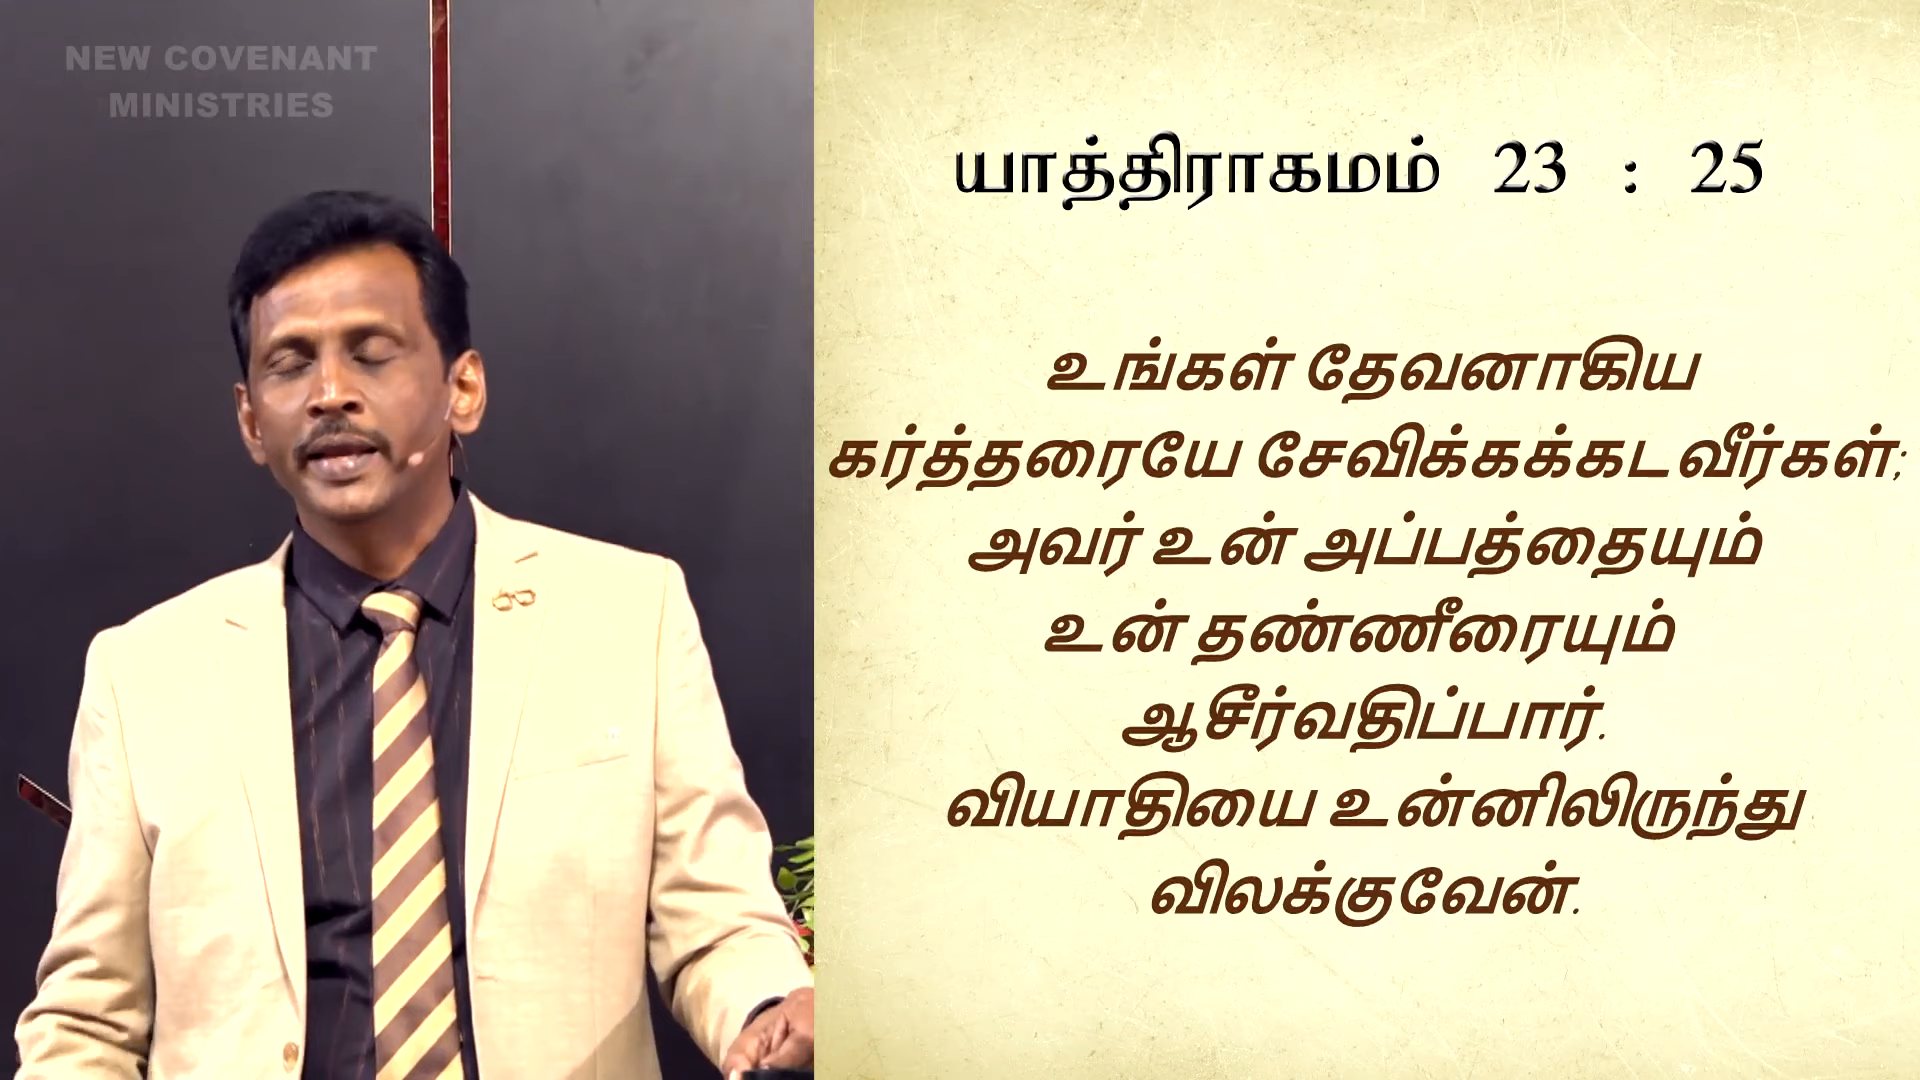 NEW COVENANT
MINISTRIES
யாத்திராகமம் 23 : 25
உங்கள் தேவனாகிய
கர்த்தரையே சேவிக்கக்கடவீர்கள்;
அவர் உன் அப்பத்தையும்
உன் தண்ணீரையும்
ஆசீர்வதிப்பார்.
வியாதியை உன்னிலிருந்து
விலக்குவேன்.